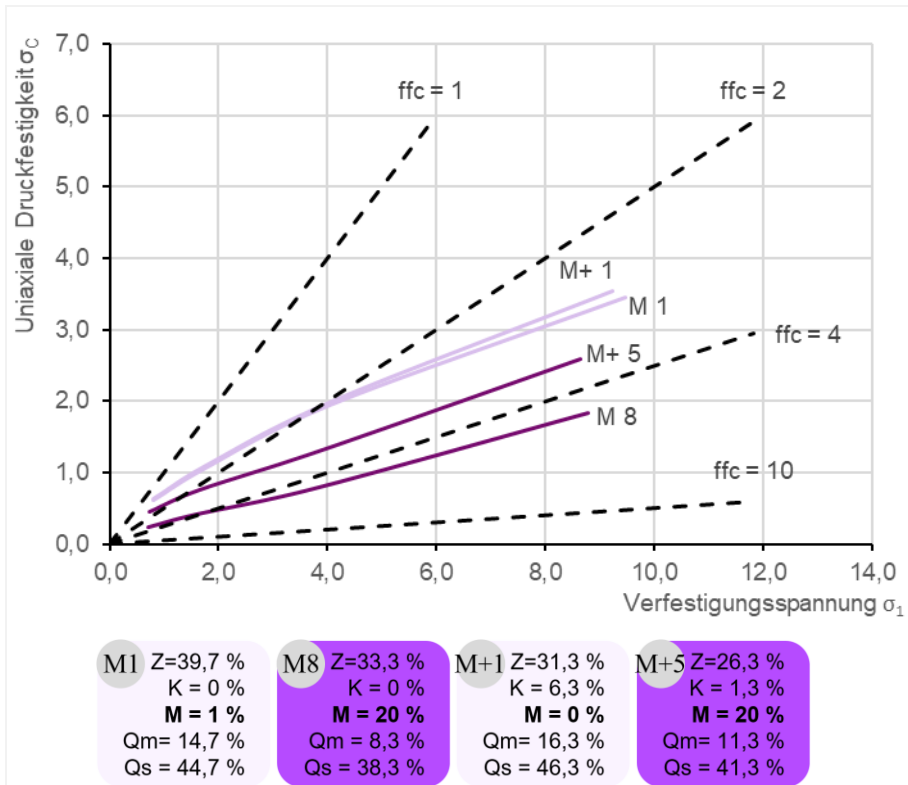 7,0
6,0
5,0
4,0
3,0
2,0
1,0
0,0
Uniaxiale Druckfestigkeit σC
ffc = 1
ffc = 2
M+ 1
M 1
M+ 5
ffc = 4
M 8
ffc = 10
0,0 2,0 4,0 6,0 8,0 10,0 12,0 14,0
Verfestigungsspannung σ1
M1 Z=39,7 %
K = 0 %
M = 1 %
Qm= 14,7 %
Qs = 44,7 %
M8 Z=33,3 %
K = 0 %
M = 20 %
Qm = 8,3 %
Qs = 38,3 %
M+1 Z=31,3 %
K = 6,3 %
M = 0 %
Qm= 16,3 %
Qs = 46,3 %
M+5 Z=26,3 %
K = 1,3 %
M = 20 %
Qm= 11,3 %
Qs = 41,3 %